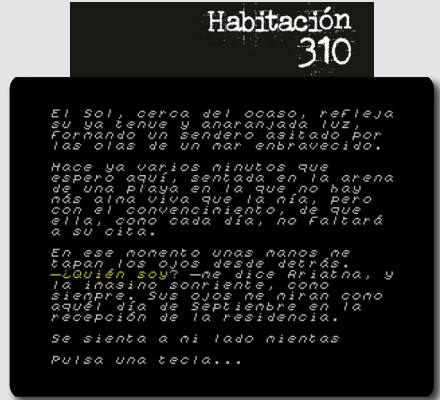 Habitación
310
El Sol, cerca del ocaso, refleja
su ya tenue y anaranjada luz,
formando un sendero agitado por
las olas de un mar enbravecido.
Hace ya varios minutos que
espero aquí, sentada en la arena
de una playa en la que no hay
más alma viva que la mía, pero
con el convencimiento, de que
ella, como cada día, no faltará
a su cita.
En ese momento unas manos me
tapan los ojos desde detrás.
—¿Quién soy? —me dice Ariatna, y
la imagino sonriente, como
siempre. Sus ojos me miran como
aquél día de Septiembre en la
recepción de la residencia.
Se sienta a mi lado mientas
Pulsa una tecla...